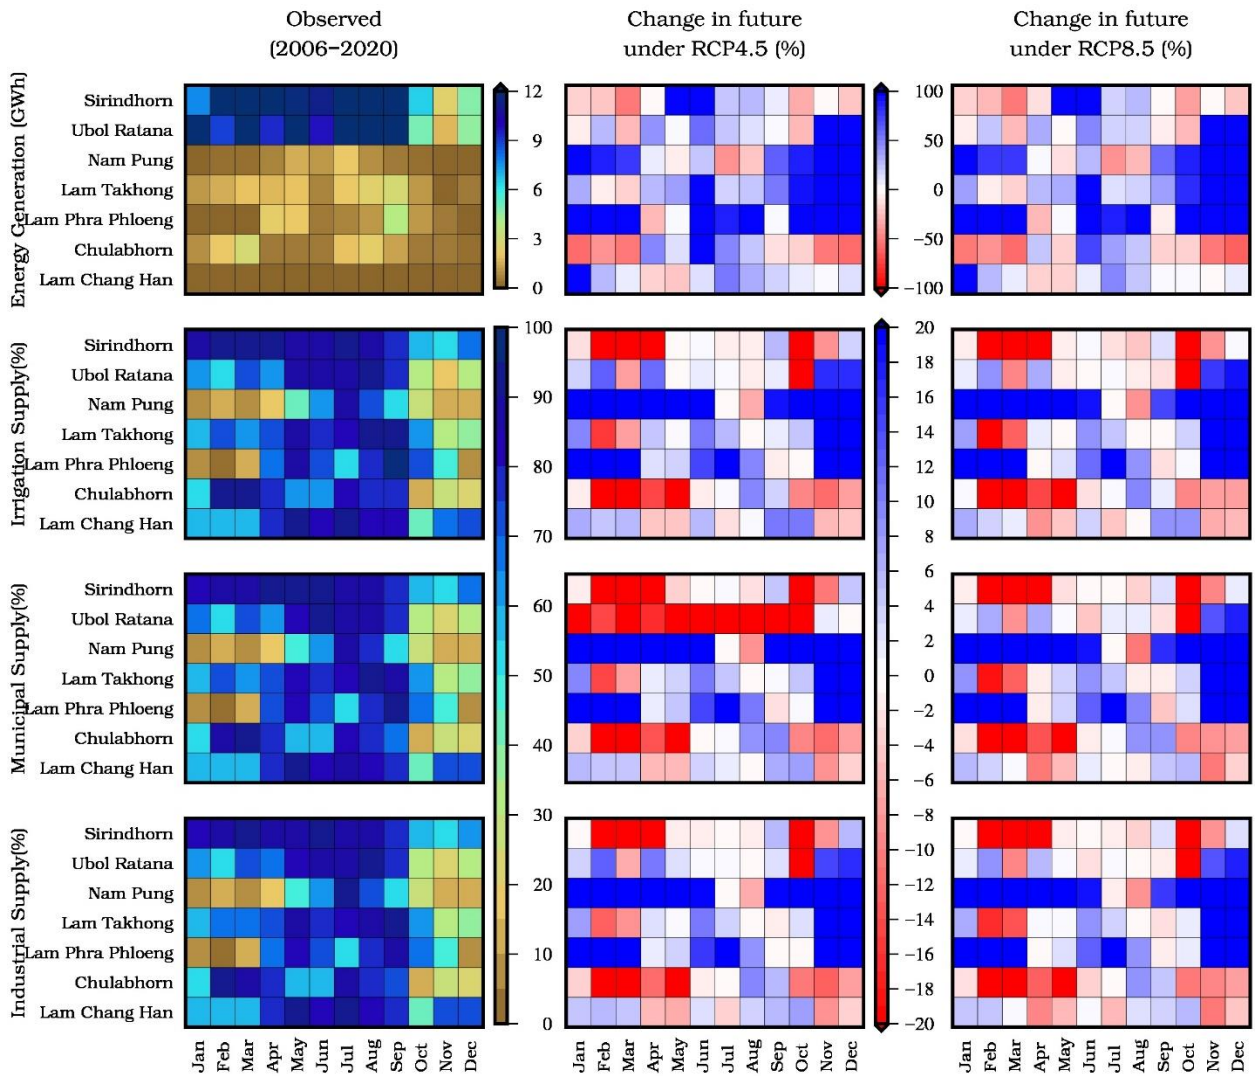 Observed
(2006–2020)
Change in future
under RCP4.5 (%)
Change in future
under RCP8.5 (%)
Energy Generation (GWh)
Sirindhorn
Ubol Ratana
Nam Pung
Lam Takhong
Lam Phra Phloeng
Chulabhorn
Lam Chang Han
12
9
6
3
0
100
50
0
−50
−100
Irrigation Supply(%)
Sirindhorn
Ubol Ratana
Nam Pung
Lam Takhong
Lam Phra Phloeng
Chulabhorn
Lam Chang Han
Municipal Supply(%)
Sirindhorn
Ubol Ratana
Nam Pung
Lam Takhong
Lam Phra Phloeng
Chulabhorn
Lam Chang Han
Industrial Supply(%)
Sirindhorn
Ubol Ratana
Nam Pung
Lam Takhong
Lam Phra Phloeng
Chulabhorn
Lam Chang Han
100
90
80
70
60
50
40
30
20
10
0
20
18
16
14
12
10
8
6
4
2
0
−2
−4
−6
−8
−10
−12
−14
−16
−18
−20
Jan
Feb
Mar
Apr
May
Jun
Jul
Aug
Sep
Oct
Nov
Dec
Jan
Feb
Mar
Apr
May
Jun
Jul
Aug
Sep
Oct
Nov
Dec
Jan
Feb
Mar
Apr
May
Jun
Jul
Aug
Sep
Oct
Nov
Dec